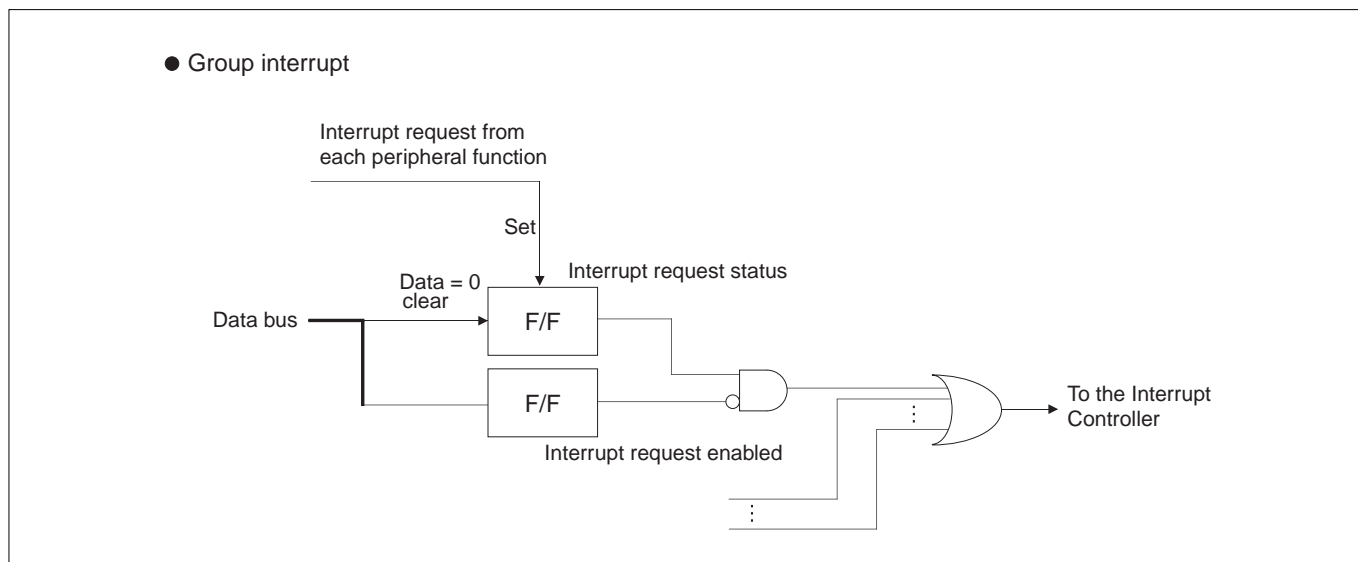 ● Group interrupt
Interrupt request from
each peripheral function
Set
Data = 0
clear
Interrupt request status
Data bus
F/F
F/F
Interrupt request enabled
To the Interrupt
Controller